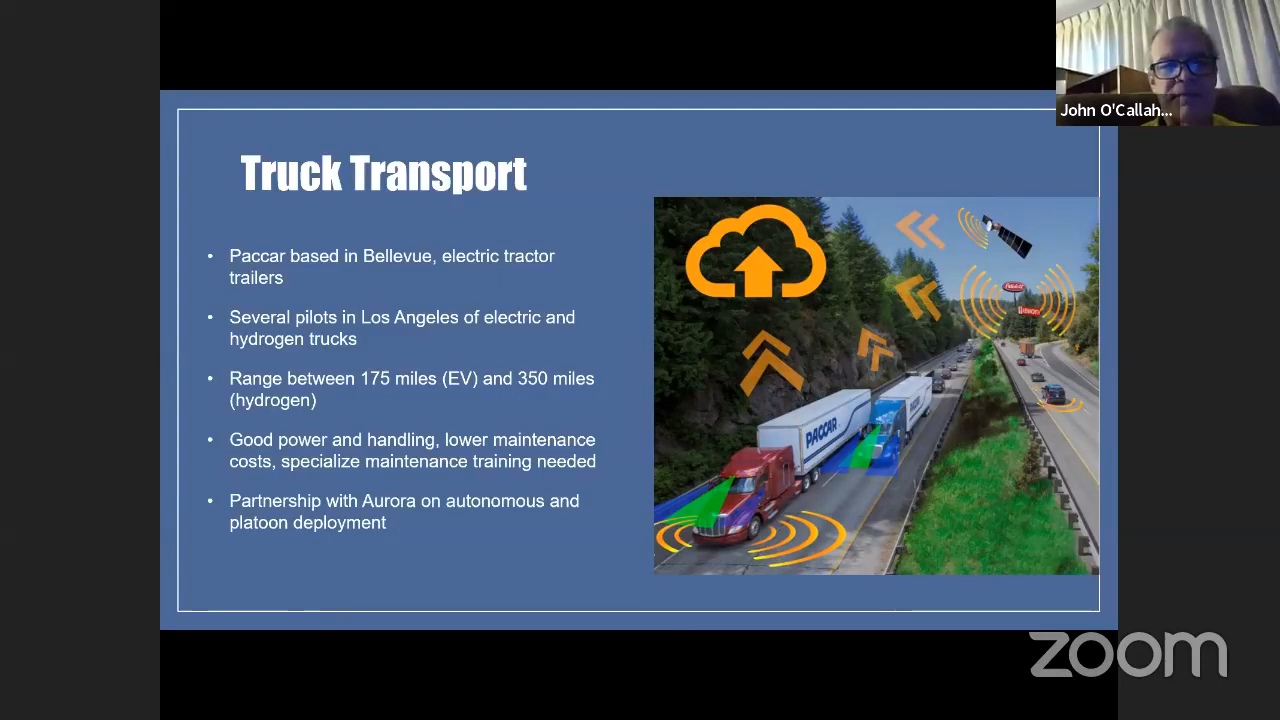 John O'Callah...
Truck Transport
• Paccar based in Bellevue, electric tractor
trailers
• Several pilots in Los Angeles of electric and
hydrogen trucks
• Range between 175 miles (EV) and 350 miles
(hydrogen)
• Good power and handling, lower maintenance
costs, specialize maintenance training needed
• Partnership with Aurora on autonomous and
platoon deployment
Peterbilt
PACCAR
PACCAR
zoom